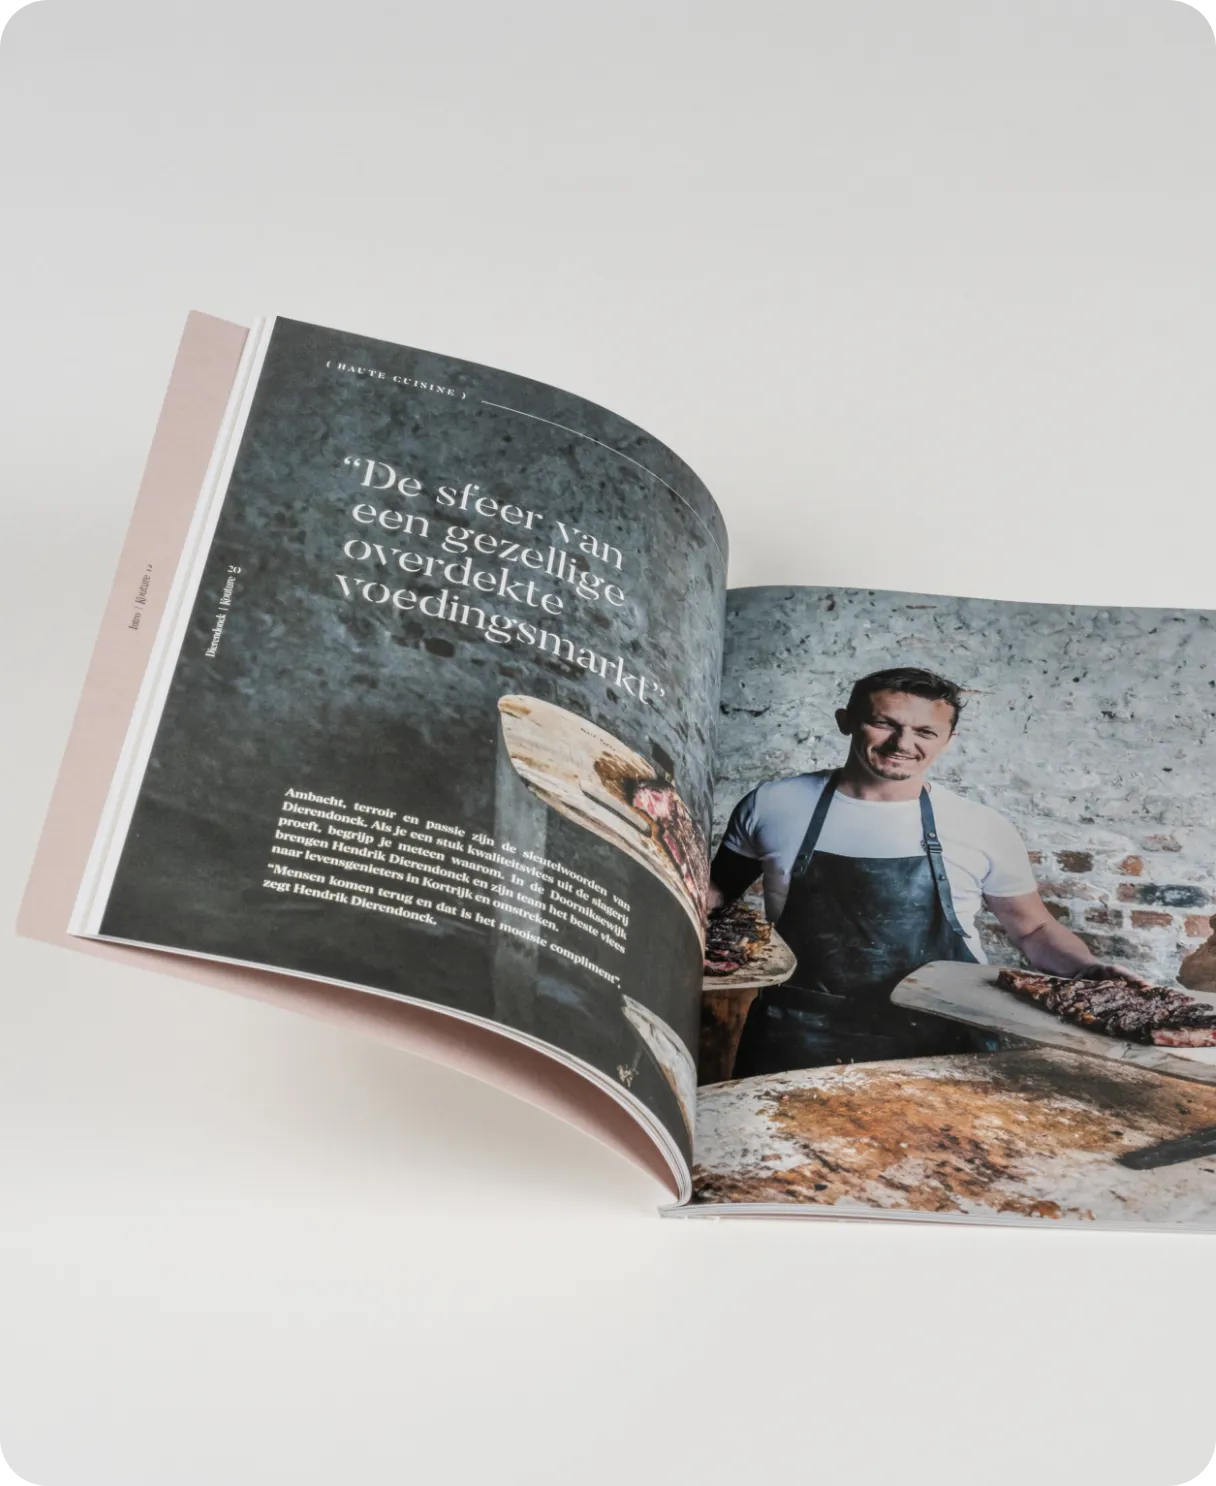 ( HAUTE CUISINE )
“De sfeer van
een gezellige
overdekte
voedingsmarkt”
Ambacht, terroir en passie zijn de sleutelwoorden van
Dierendonck. Als je een stuk kwaliteitsvlees uit de slagerij
proeft, begrijp je meteen waarom. In de Doorniksewijk
brengen Hendrik Dierendonck en zijn team het beste vlees
naar levensgenieters in Kortrijk en omstreken.
“Mensen komen terug en dat is het mooiste compliment”,
zegt Hendrik Dierendonck.
Dierendonck | Kouture 29
Intro | Kouture